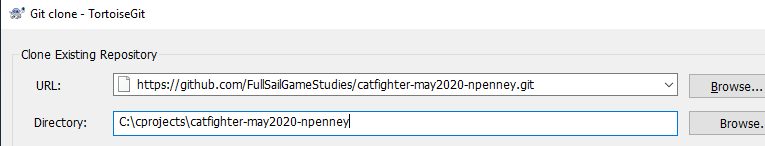 Git clone - TortoiseGit
Clone Existing Repository
URL: https://github.com/FullSailGameStudies/catfighter-may2020-npenney.git Browse...
Directory: C:\cprojects\catfighter-may2020-npenney Browse.